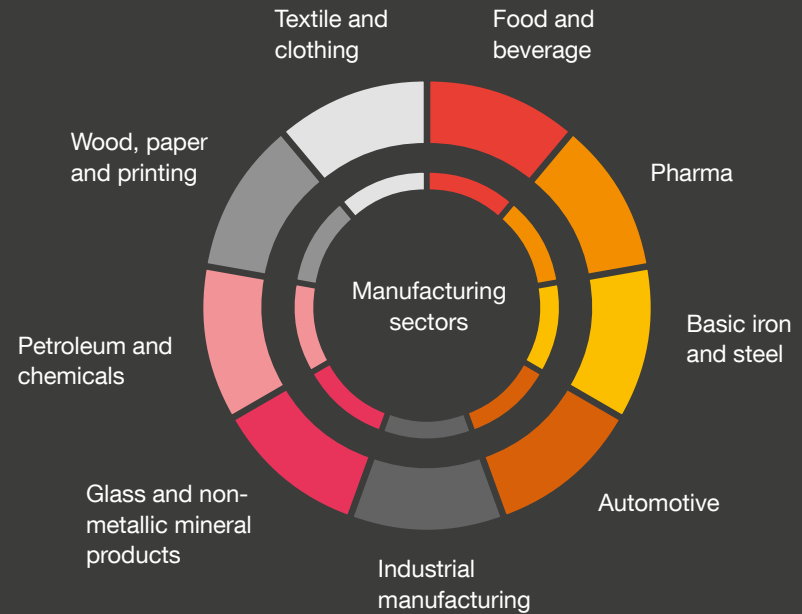 Textile and
clothing
Food and
beverage
Wood, paper
and printing
Pharma
Manufacturing
sectors
Basic iron
and steel
Petroleum and
chemicals
Automotive
Glass and non-
metallic mineral
products
Industrial
manufacturing